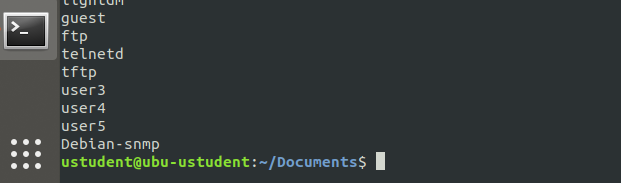 guest
ftp
telnetd
tftp
user3
user4
user5
Debian-snmp
ustudent@ubu-ustudent:~/Documents$